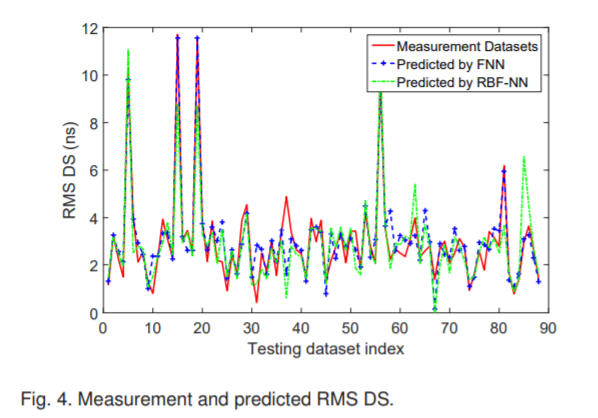 12
10
8
6
4
2
0
RMS DS (ns)
Measurement Datasets
Predicted by FNN
Predicted by RBF-NN
0 10 20 30 40 50 60 70 80 90
Testing dataset index
Fig. 4. Measurement and predicted RMS DS.